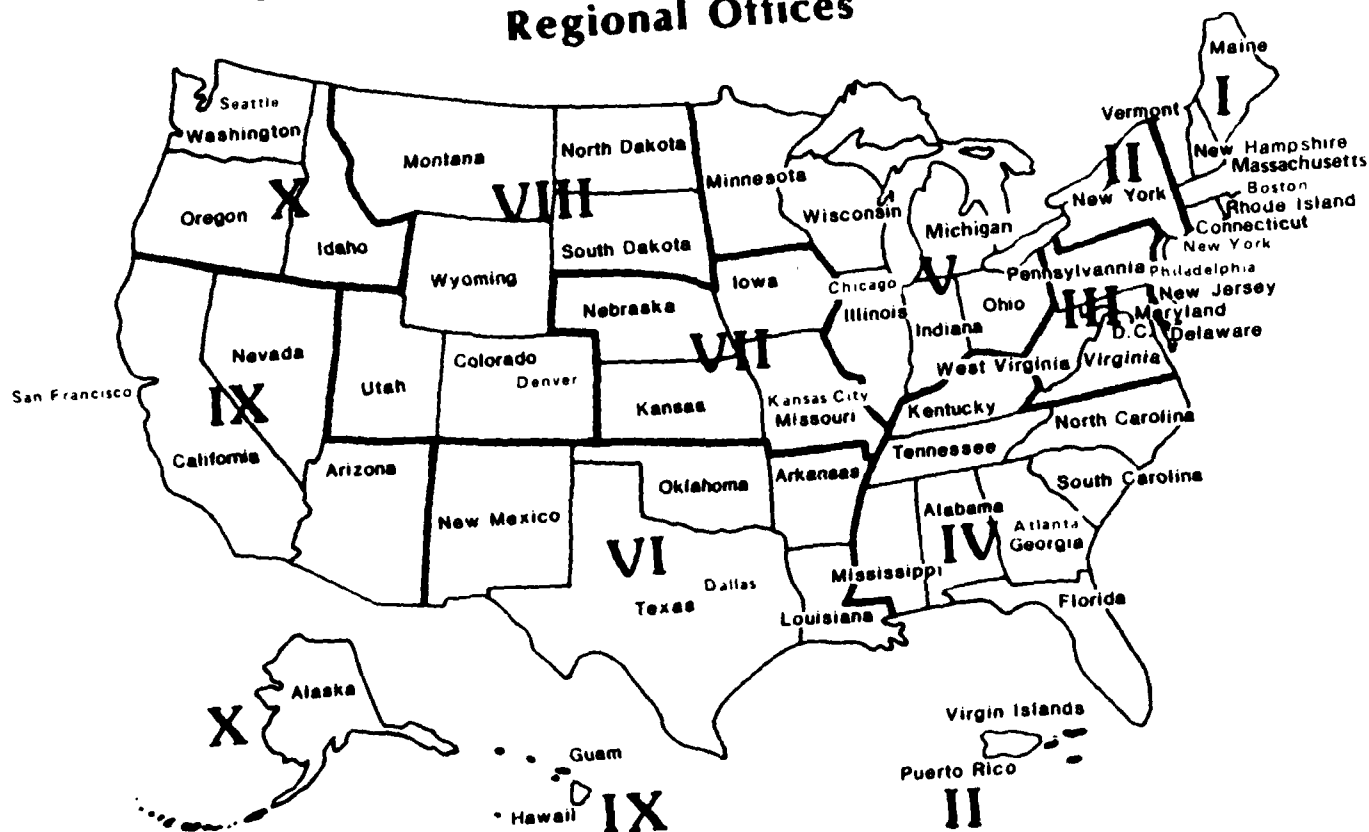 Regional Offices
Maine
I
Seattle
Washington
Vermont
Montana
North Dakota
Minnesota
II
New Hampshire
Massachusetts
X
VIII
New York
Boston
Rhode Island
Oregon
Wisconsin
Michigan
Connecticut
New York
Idaho
South Dakota
Wyoming
Iowa
V
Pennsylvannia
Philadelphia
Chicago
New Jersey
Nebraska
Illinois
Ohio
III
Maryland
Indiana
D.C.
Delaware
Nevada
Colorado
VII
West Virginia
Virginia
Utah
Denver
San Francisco
IX
Kansas
Kansas City
Missouri
Kentucky
North Carolina
California
Arizona
Tennessee
Oklahoma
Arkansas
South Carolina
New Mexico
Alabama
Atlanta
Georgia
VI
IV
Dallas
Mississippi
Texas
Louisiana
Florida
Alaska
X
Virgin Islands
Guam
Puerto Rico
Hawaii
IX
II